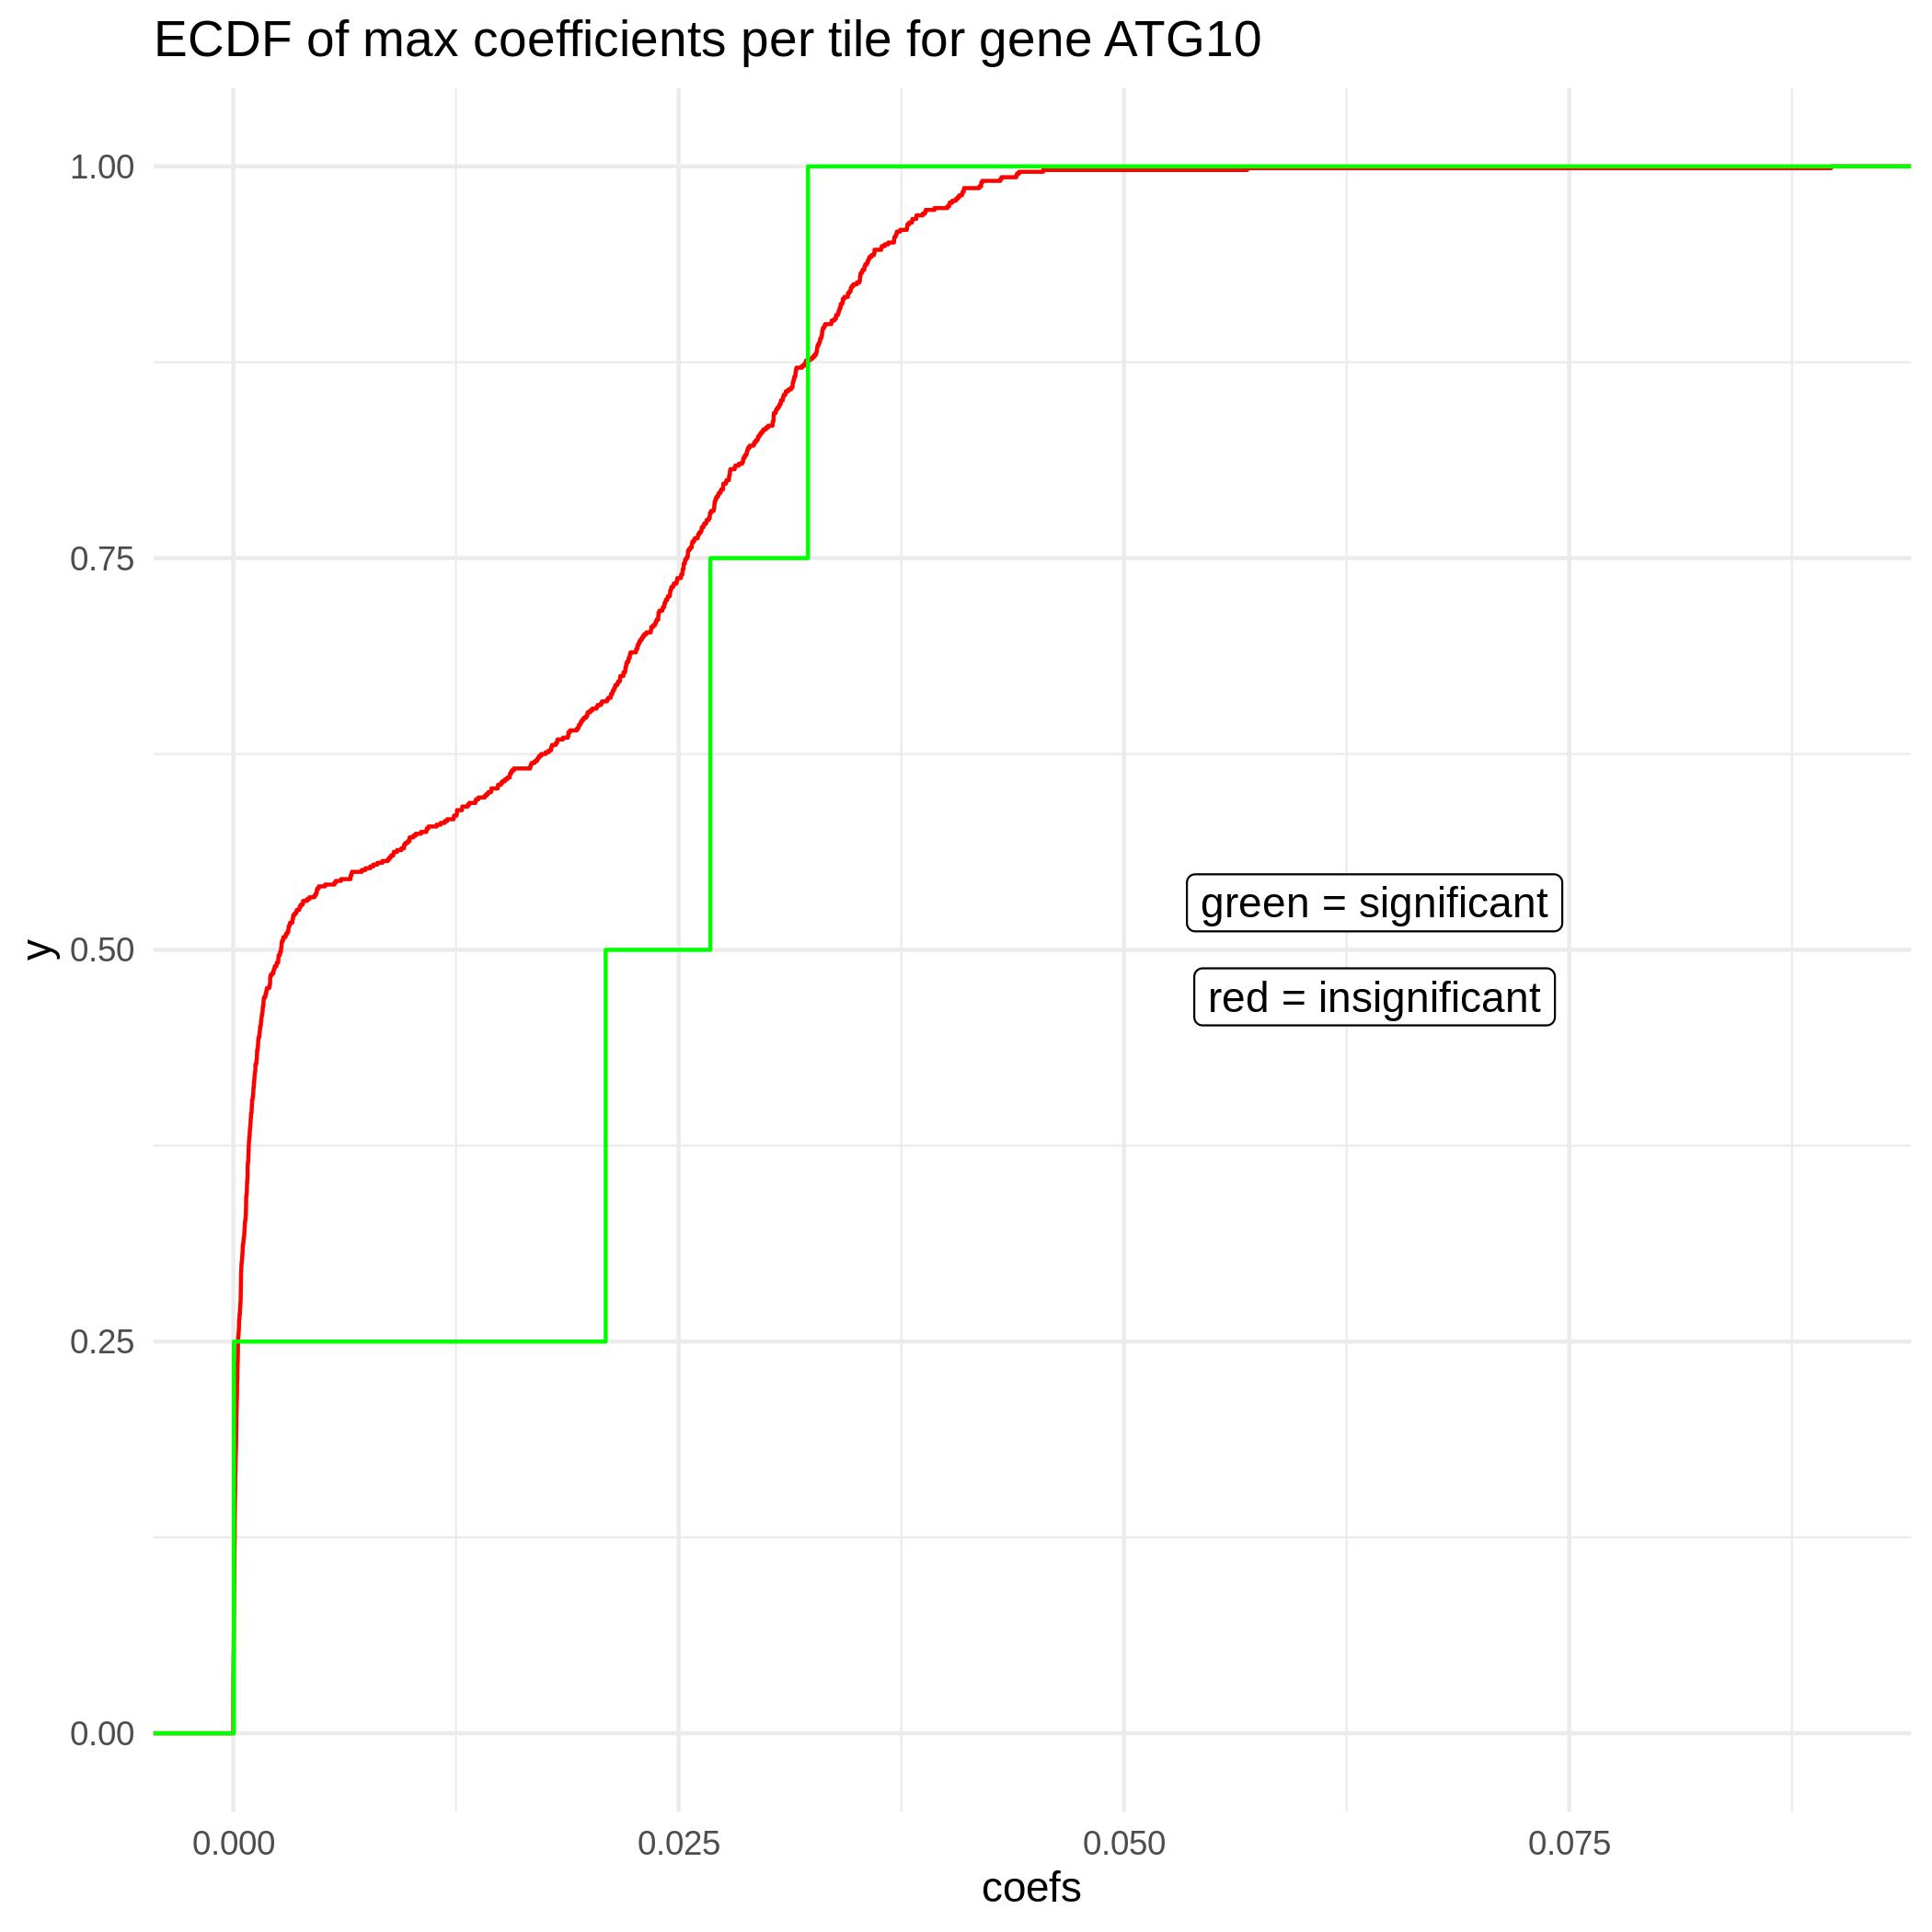 ECDF of max coefficients per tile for gene ATG10
1.00
0.75
0.50
0.25
0.00
y
green = significant
red = insignificant
0.000 0.025 0.050 0.075
coefs